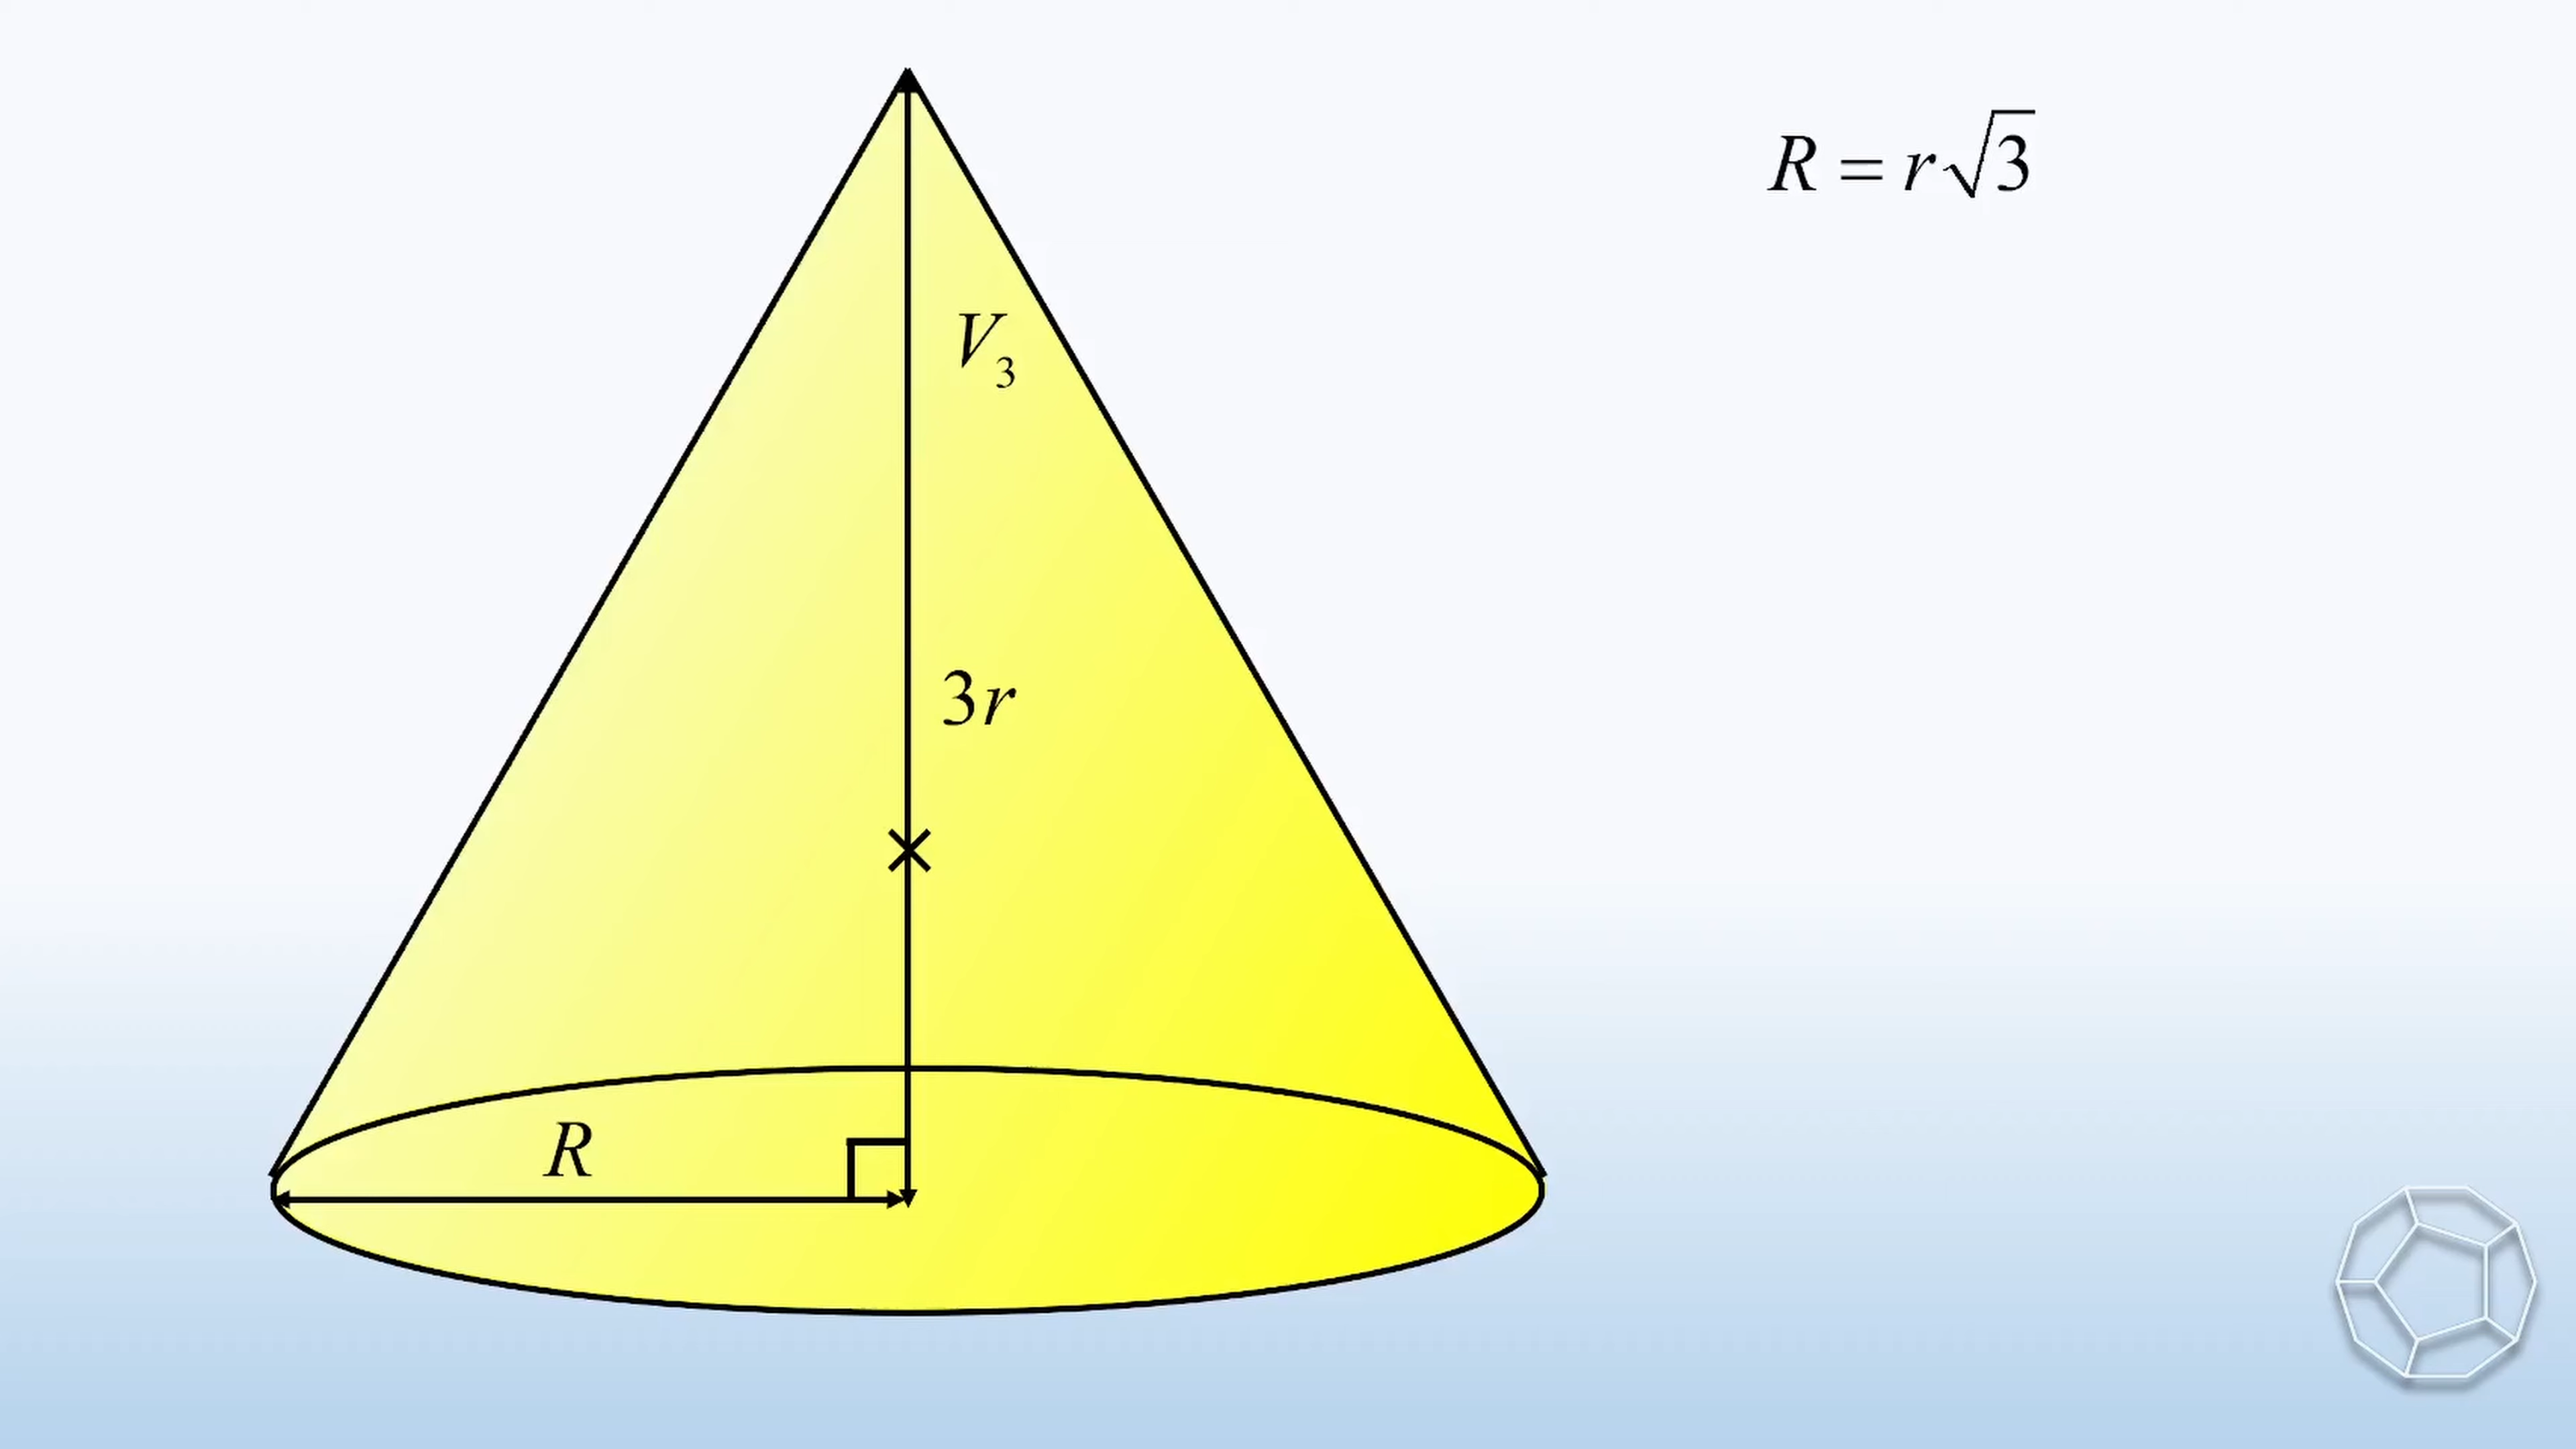 R = r√3
V₃
3r
R